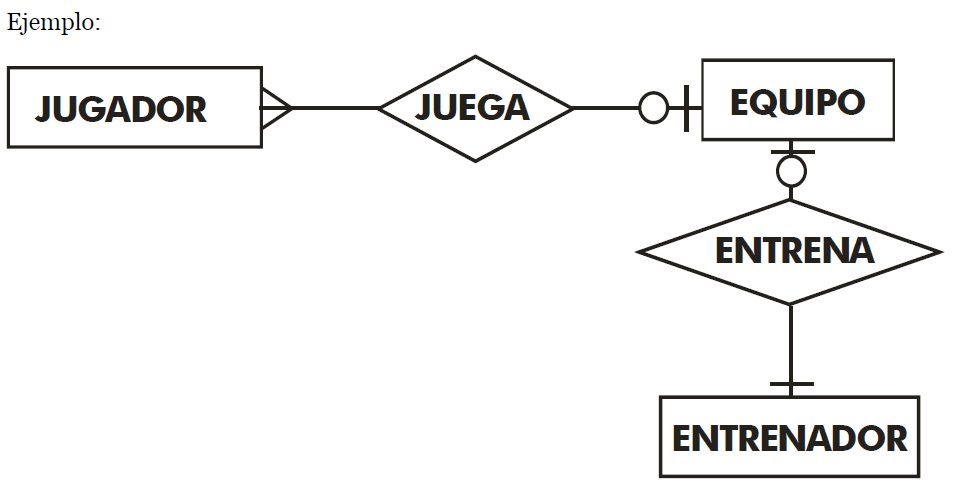 Ejemplo:
JUGADOR
JUEGA
EQUIPO
ENTRENA
ENTRENADOR